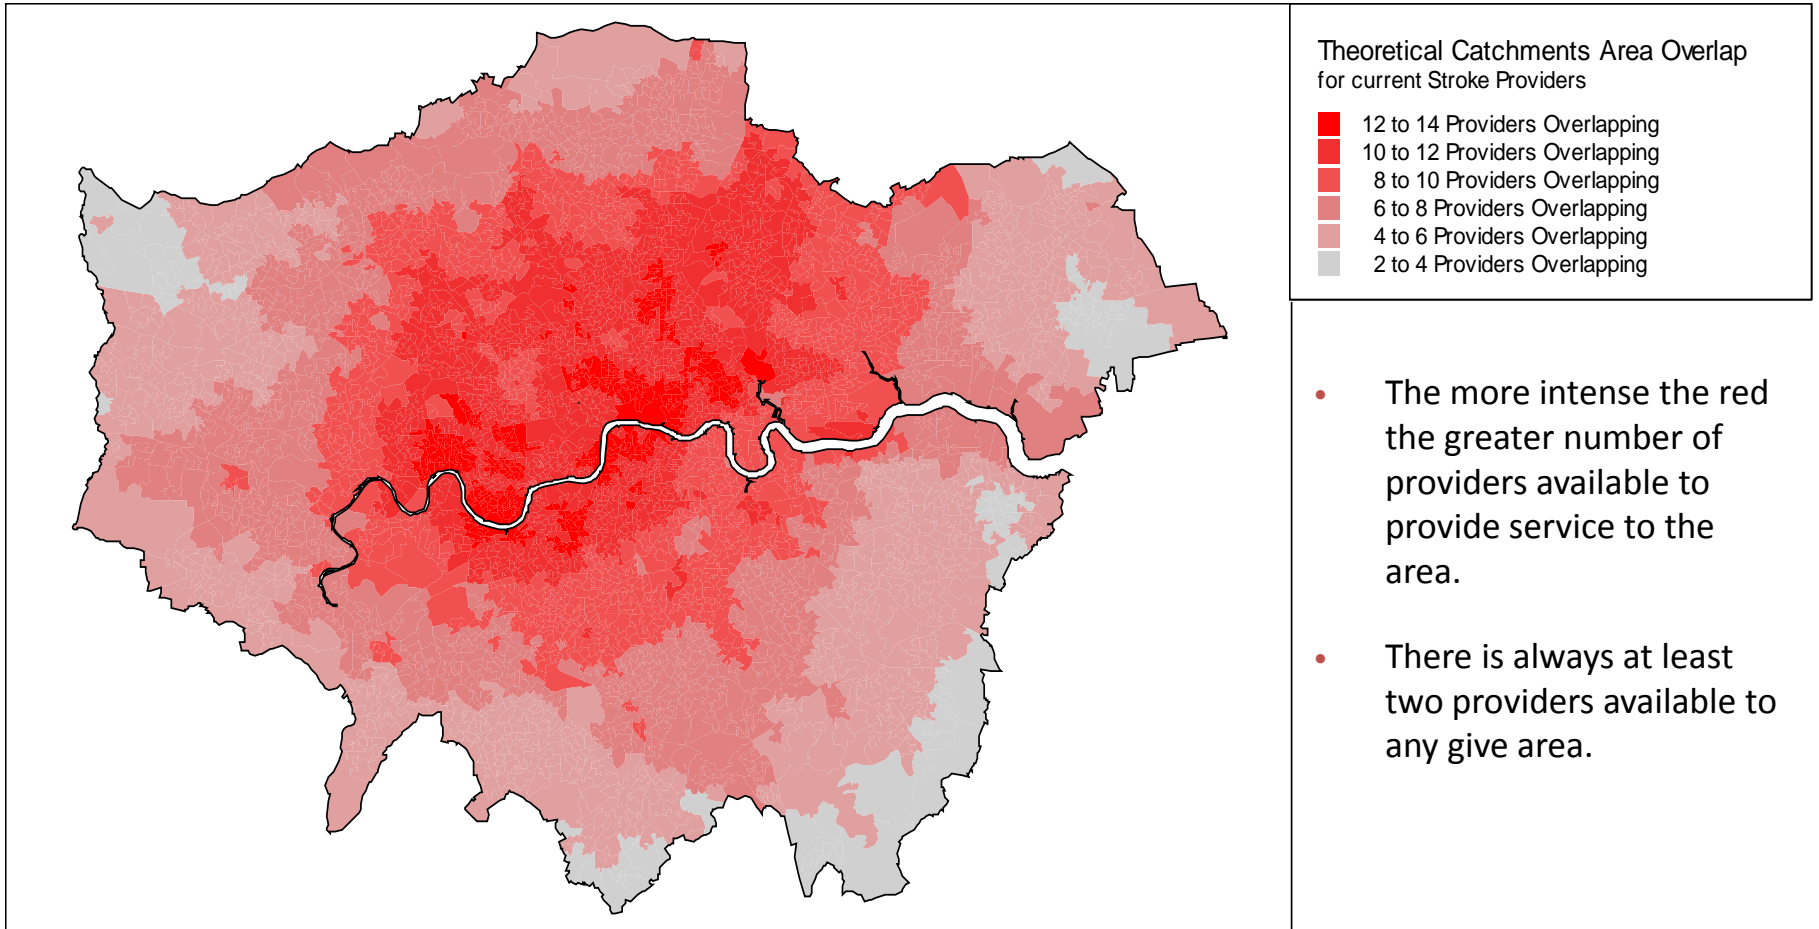 Theoretical Catchments Area Overlap
for current Stroke Providers
12 to 14 Providers Overlapping
10 to 12 Providers Overlapping
8 to 10 Providers Overlapping
6 to 8 Providers Overlapping
4 to 6 Providers Overlapping
2 to 4 Providers Overlapping
• The more intense the red
the greater number of
providers available to
provide service to the
area.
• There is always at least
two providers available to
any give area.